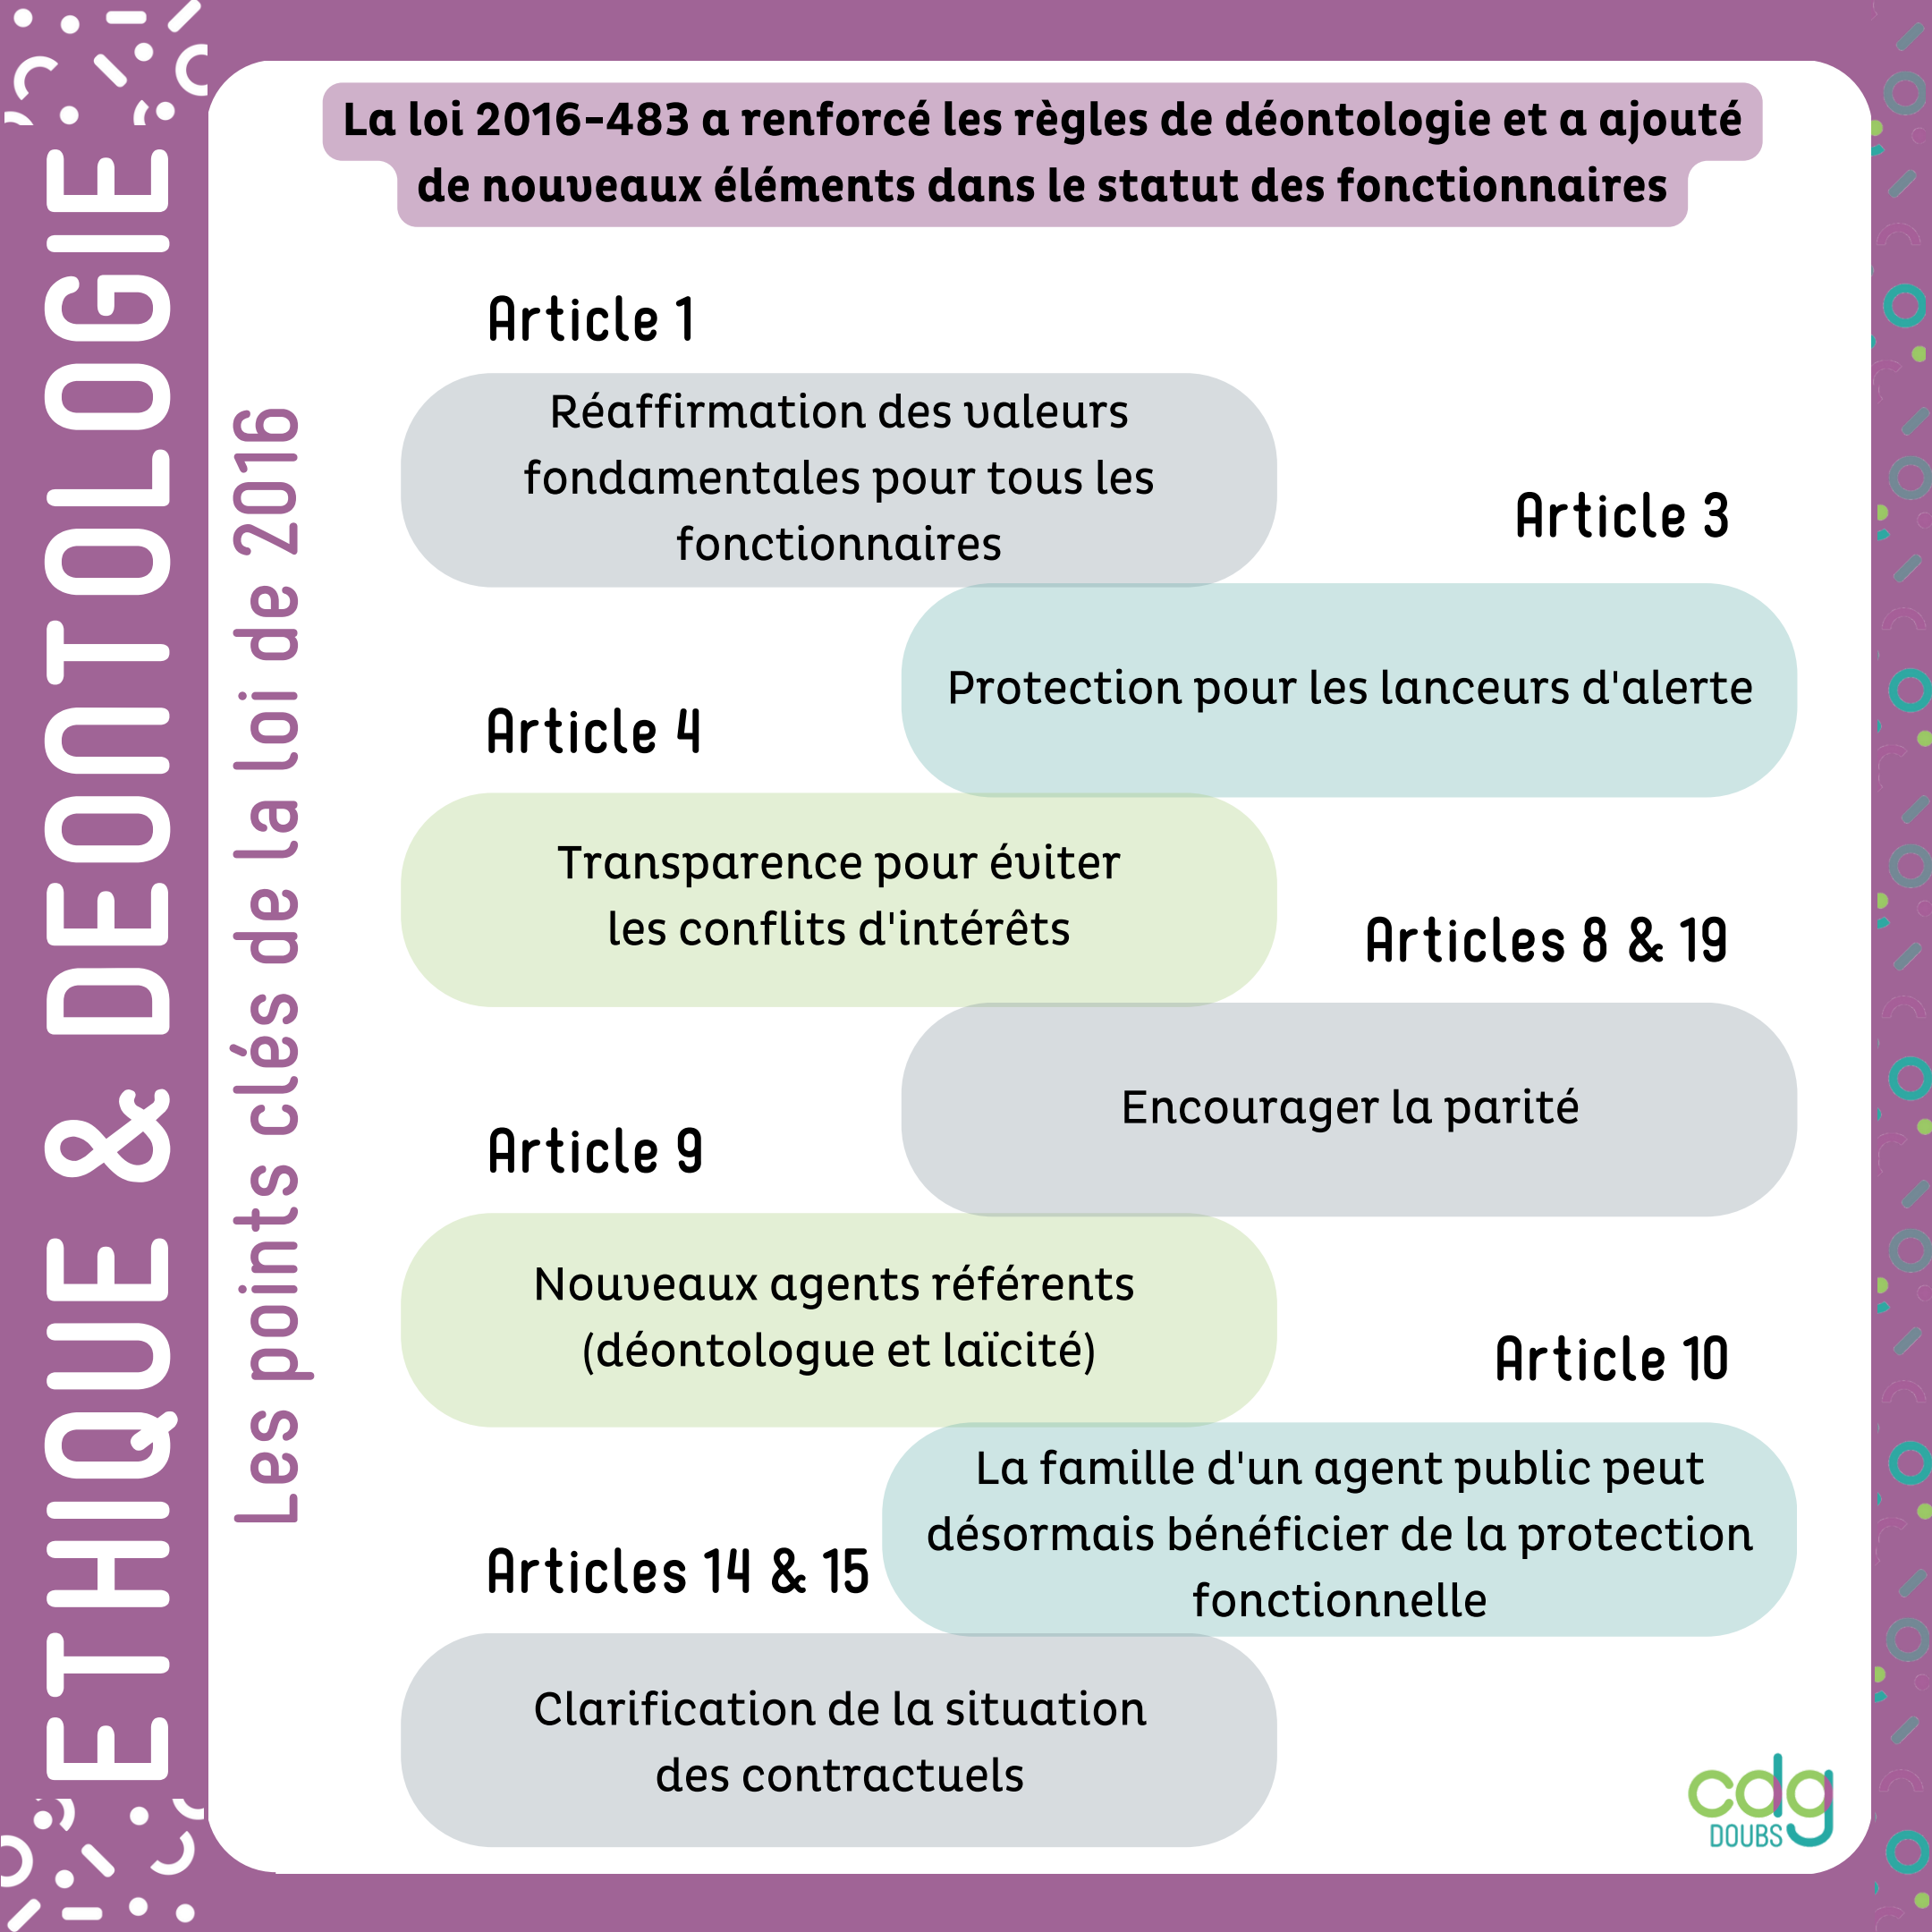 ETHIQUE & DEONTOLOGIE
Les points clés de la loi de 2016
La loi 2016-483 a renforcé les règles de déontologie et a ajouté
de nouveaux éléments dans le statut des fonctionnaires
Article 1
Réaffirmation des valeurs
fondamentales pour tous les
fonctionnaires
Article 3
Protection pour les lanceurs d'alerte
Article 4
Transparence pour éviter
les conflits d'intérêts
Articles 8 & 19
Encourager la parité
Article 9
Nouveaux agents référents
(déontologue et laïcité)
Article 10
La famille d'un agent public peut
désormais bénéficier de la protection
fonctionnelle
Articles 14 & 15
Clarification de la situation
des contractuels
cdg
DOUBS